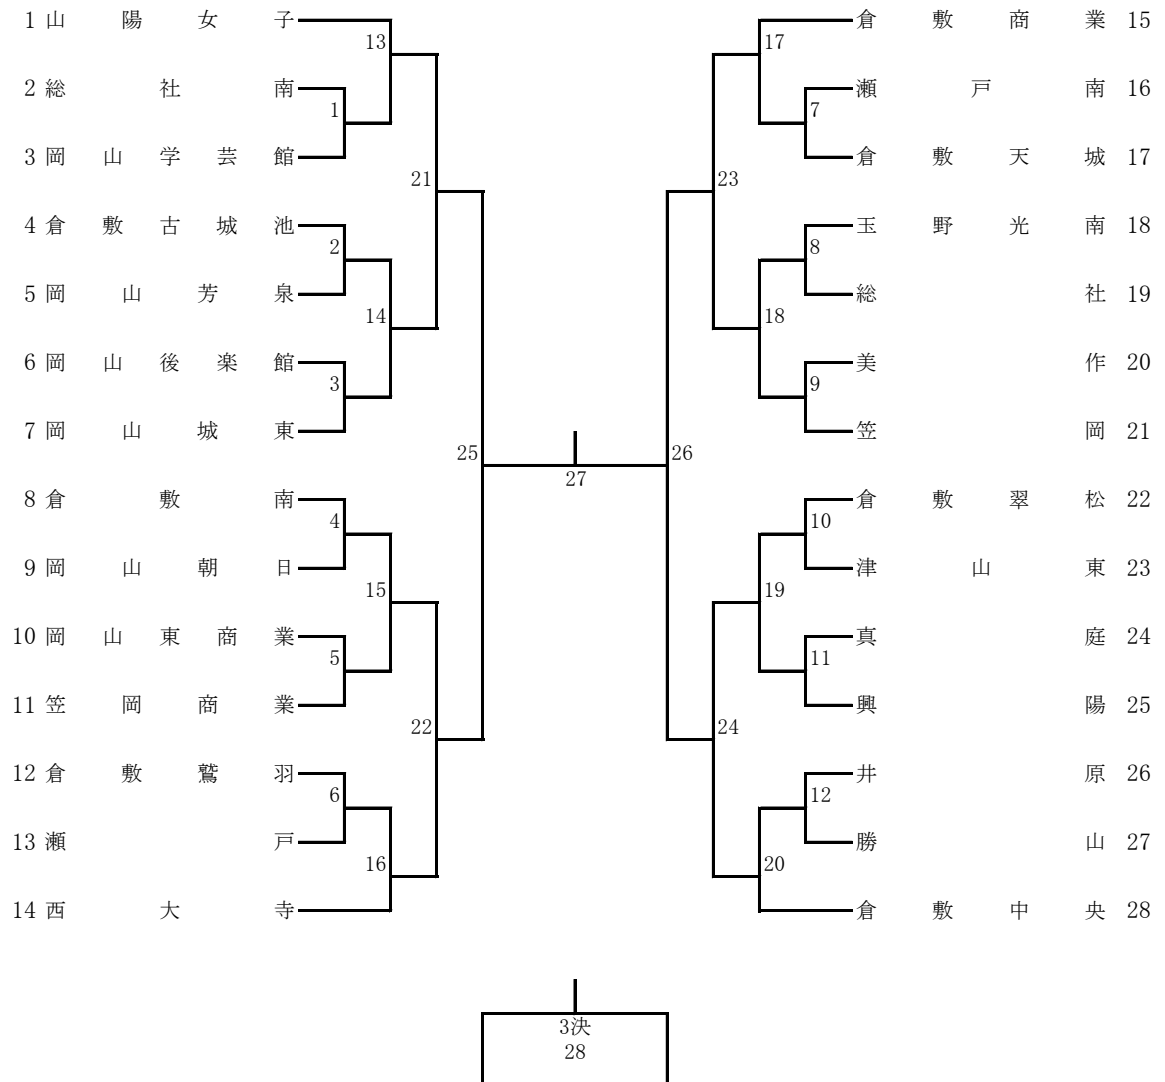 1 山陽女子 倉敷商業 15
13 17
2 総社南 瀬戸南 16
1 7
3 岡山学芸館 倉敷天城 17
21 23
4 倉敷古城池 玉野光南 18
2 8
5 岡山芳泉 総社 19
14 18
6 岡山後楽館 美作 20
3 9
7 岡山城東 笠岡 21
25 26
27
8 倉敷南 倉敷翠松 22
4 10
9 岡山朝日 津山東 23
15 19
10 岡山東商業 真庭 24
5 11
11 笠岡商業 興陽 25
22 24
12 倉敷鷲羽 井原 26
6 12
13 瀬戸 勝山 27
16 20
14 西大寺 倉敷中央 28
3決
28